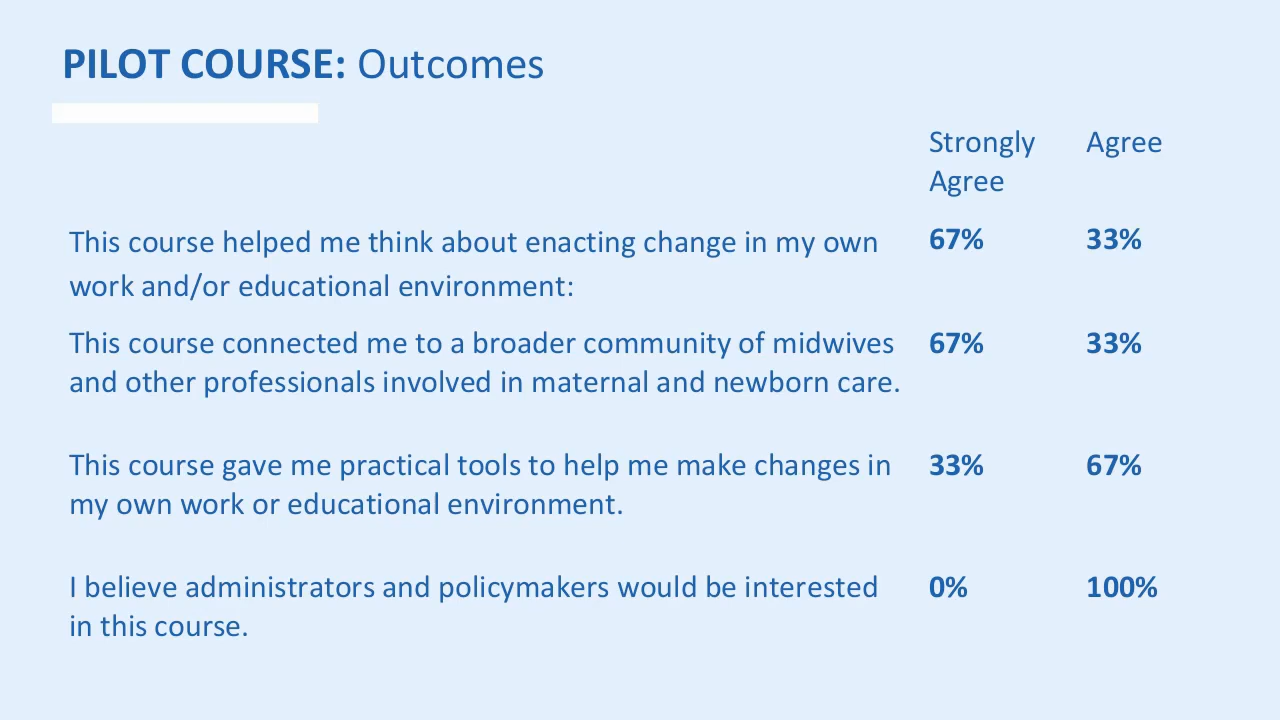 PILOT COURSE: Outcomes
Strongly Agree
Agree
This course helped me think about enacting change in my own 67% 33%
work and/or educational environment:
This course connected me to a broader community of midwives 67% 33%
and other professionals involved in maternal and newborn care.
This course gave me practical tools to help me make changes in 33% 67%
my own work or educational environment.
I believe administrators and policymakers would be interested 0% 100%
in this course.